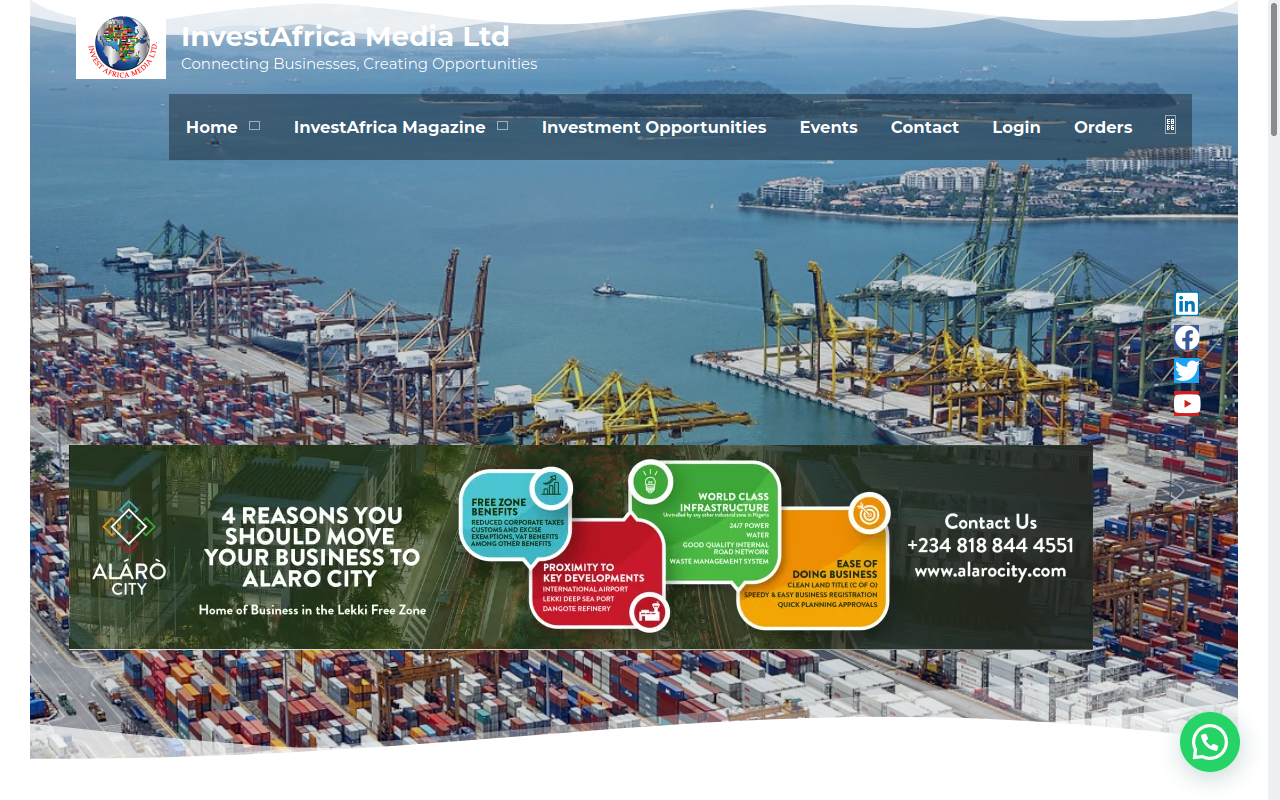 InvestAfrica Media Ltd
Connecting Businesses, Creating Opportunities
INVEST AFRICA MEDIA LTD.
Home InvestAfrica Magazine Investment Opportunities Events Contact Login Orders
ALÁRÒ
CITY
4 REASONS YOU
SHOULD MOVE
YOUR BUSINESS TO
ALARO CITY
Home of Business in the Lekki Free Zone
FREE ZONE
BENEFITS
REDUCED CORPORATE TAXES
CUSTOMS AND EXCISE
EXEMPTIONS, VAT BENEFITS
AMONG OTHER BENEFITS
PROXIMITY TO
KEY DEVELOPMENTS
INTERNATIONAL AIRPORT
LEKKI DEEP SEA PORT
DANGOTE REFINERY
WORLD CLASS
INFRASTRUCTURE
Unrivalled by any other industrial zone in Nigeria
24/7 POWER
WATER
GOOD QUALITY INTERNAL
ROAD NETWORK
WASTE MANAGEMENT SYSTEM
EASE OF
DOING BUSINESS
CLEAN LAND TITLE (C OF O)
SPEEDY & EASY BUSINESS REGISTRATION
QUICK PLANNING APPROVALS
Contact Us
+234 818 844 4551
www.alarocity.com